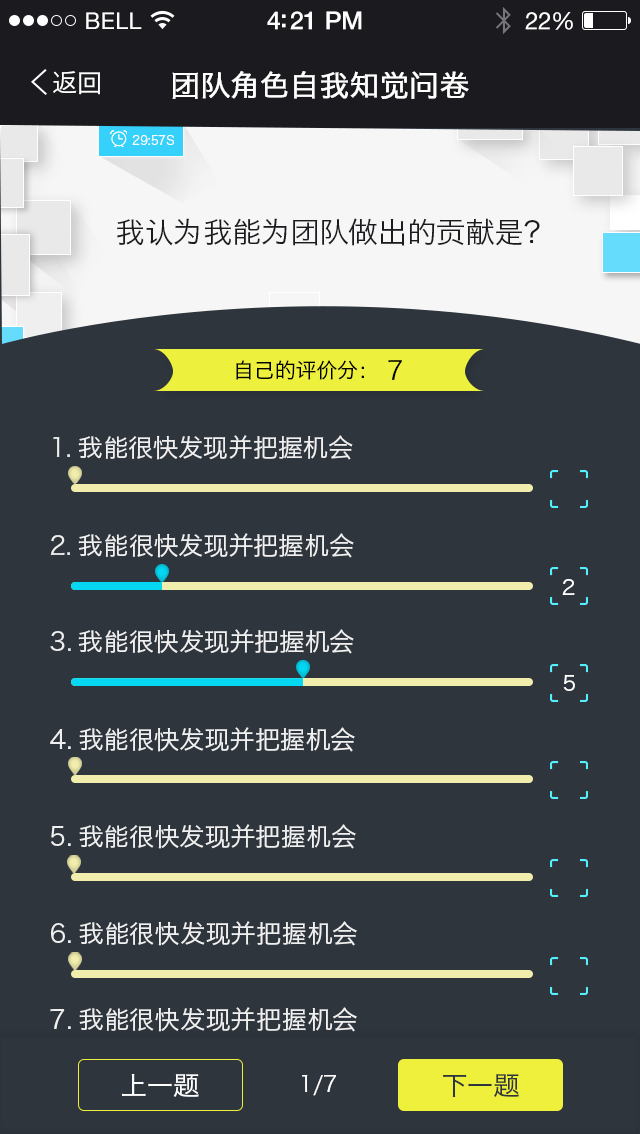 BELL 4:21 PM 22%
返回 团队角色自我知觉问卷
29:57S
我认为我能为团队做出的贡献是?
自己的评价分： 7
1. 我能很快发现并把握机会
2. 我能很快发现并把握机会
2
3. 我能很快发现并把握机会
5
4. 我能很快发现并把握机会
5. 我能很快发现并把握机会
6. 我能很快发现并把握机会
7. 我能很快发现并把握机会
上一题 1/7 下一题